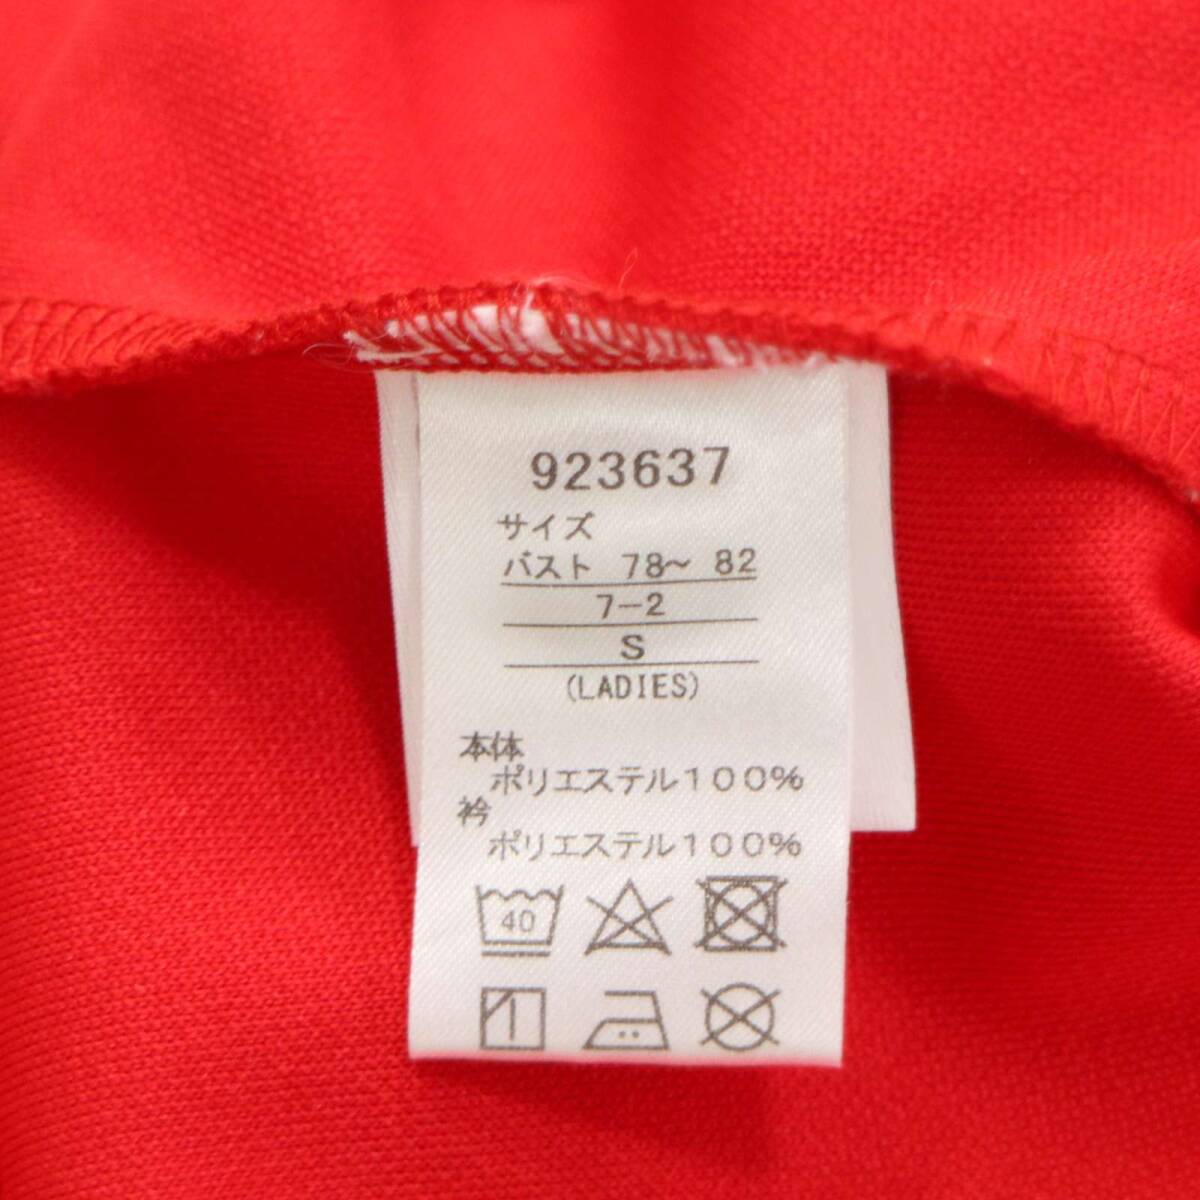 923637
サイズ
バスト 78～ 82
7-2
S
(LADIES)
本体
ポリエステル100%
衿
ポリエステル100%
40